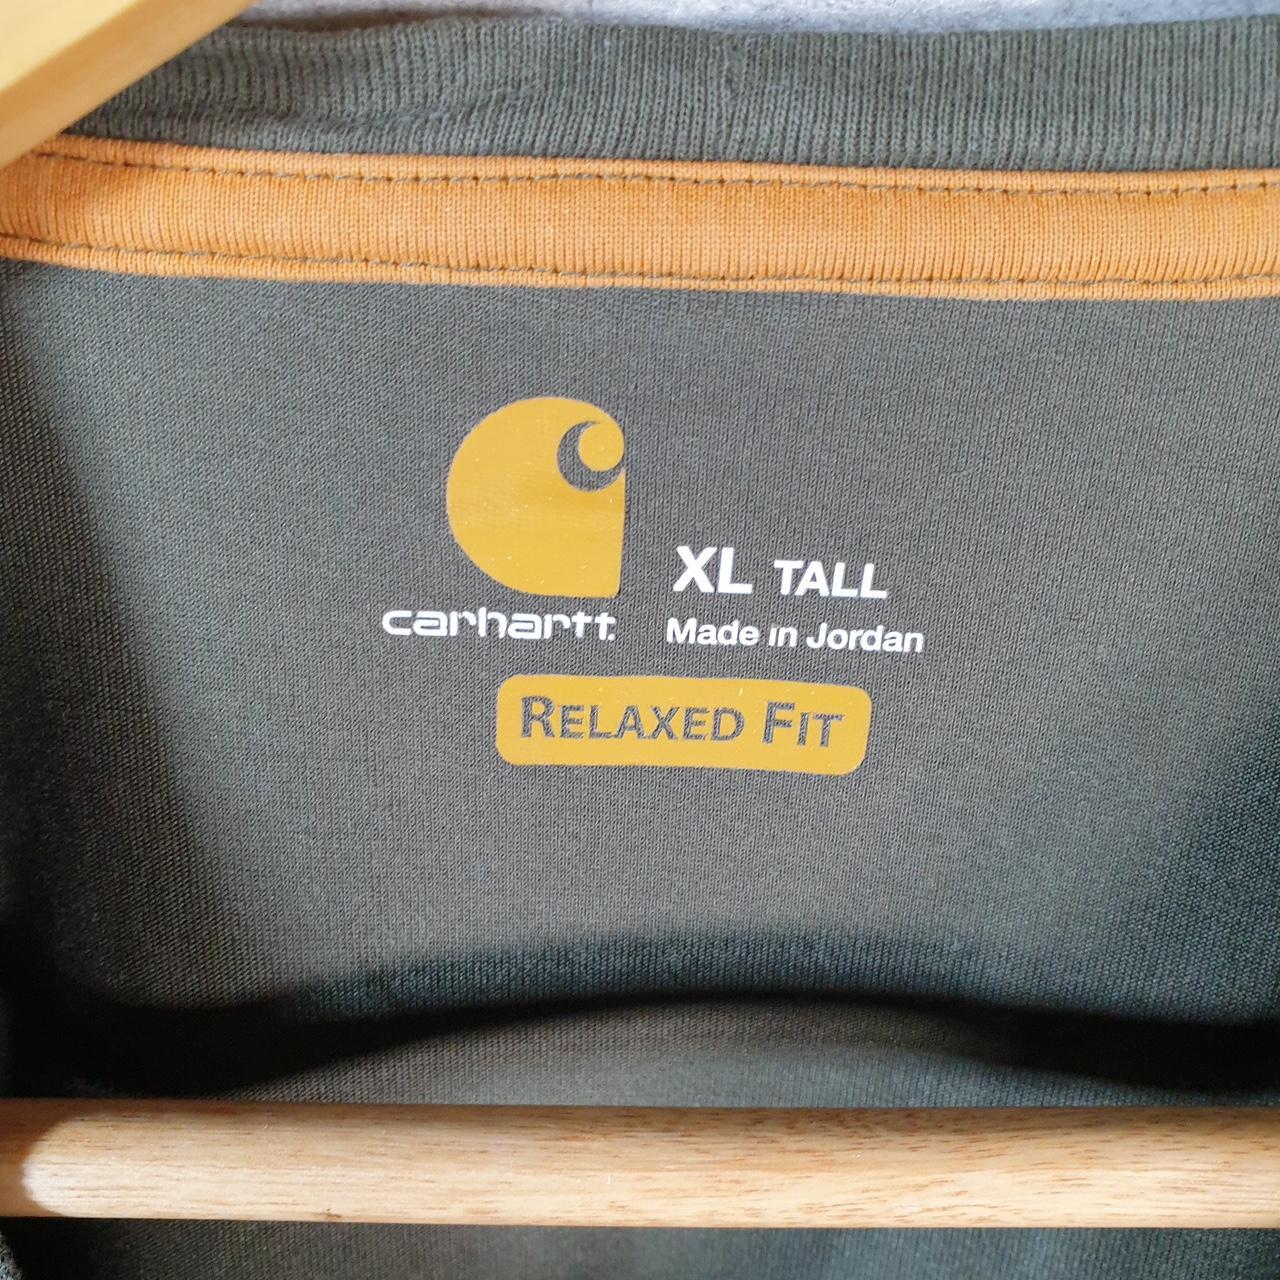 XL TALL
carhartt
Made in Jordan
RELAXED FIT